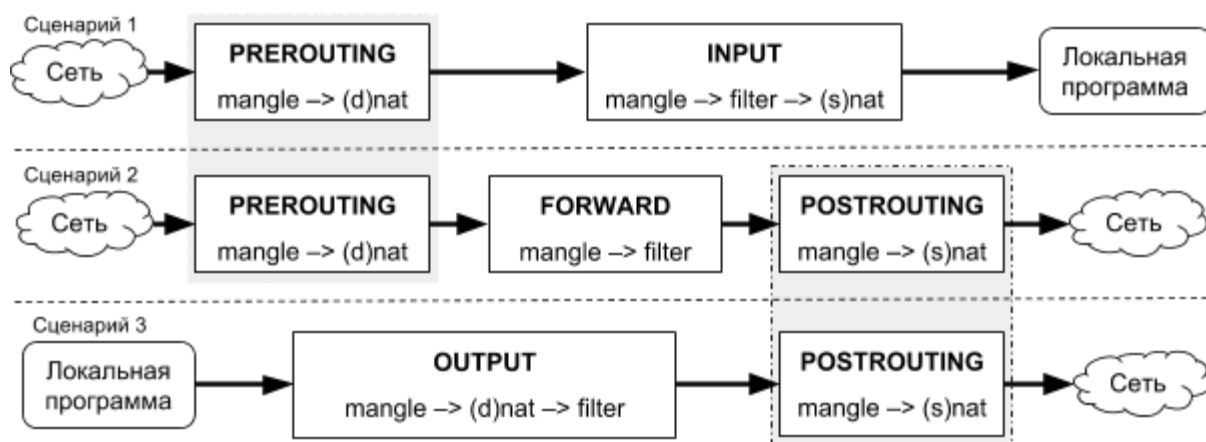 Сценарий 1
Сеть
PREROUTING
mangle –> (d)nat
INPUT
mangle –> filter –> (s)nat
Локальная
программа
Сценарий 2
Сеть
PREROUTING
mangle –> (d)nat
FORWARD
mangle –> filter
POSTROUTING
mangle –> (s)nat
Сеть
Сценарий 3
Локальная
программа
OUTPUT
mangle –> (d)nat –> filter
POSTROUTING
mangle –> (s)nat
Сеть